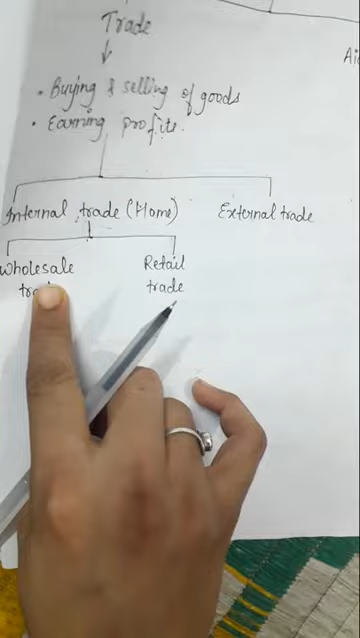 Trade
• Buying & selling of goods
• Earning profits.
Internal trade (Home)
External trade
Wholesale
Retail
trade